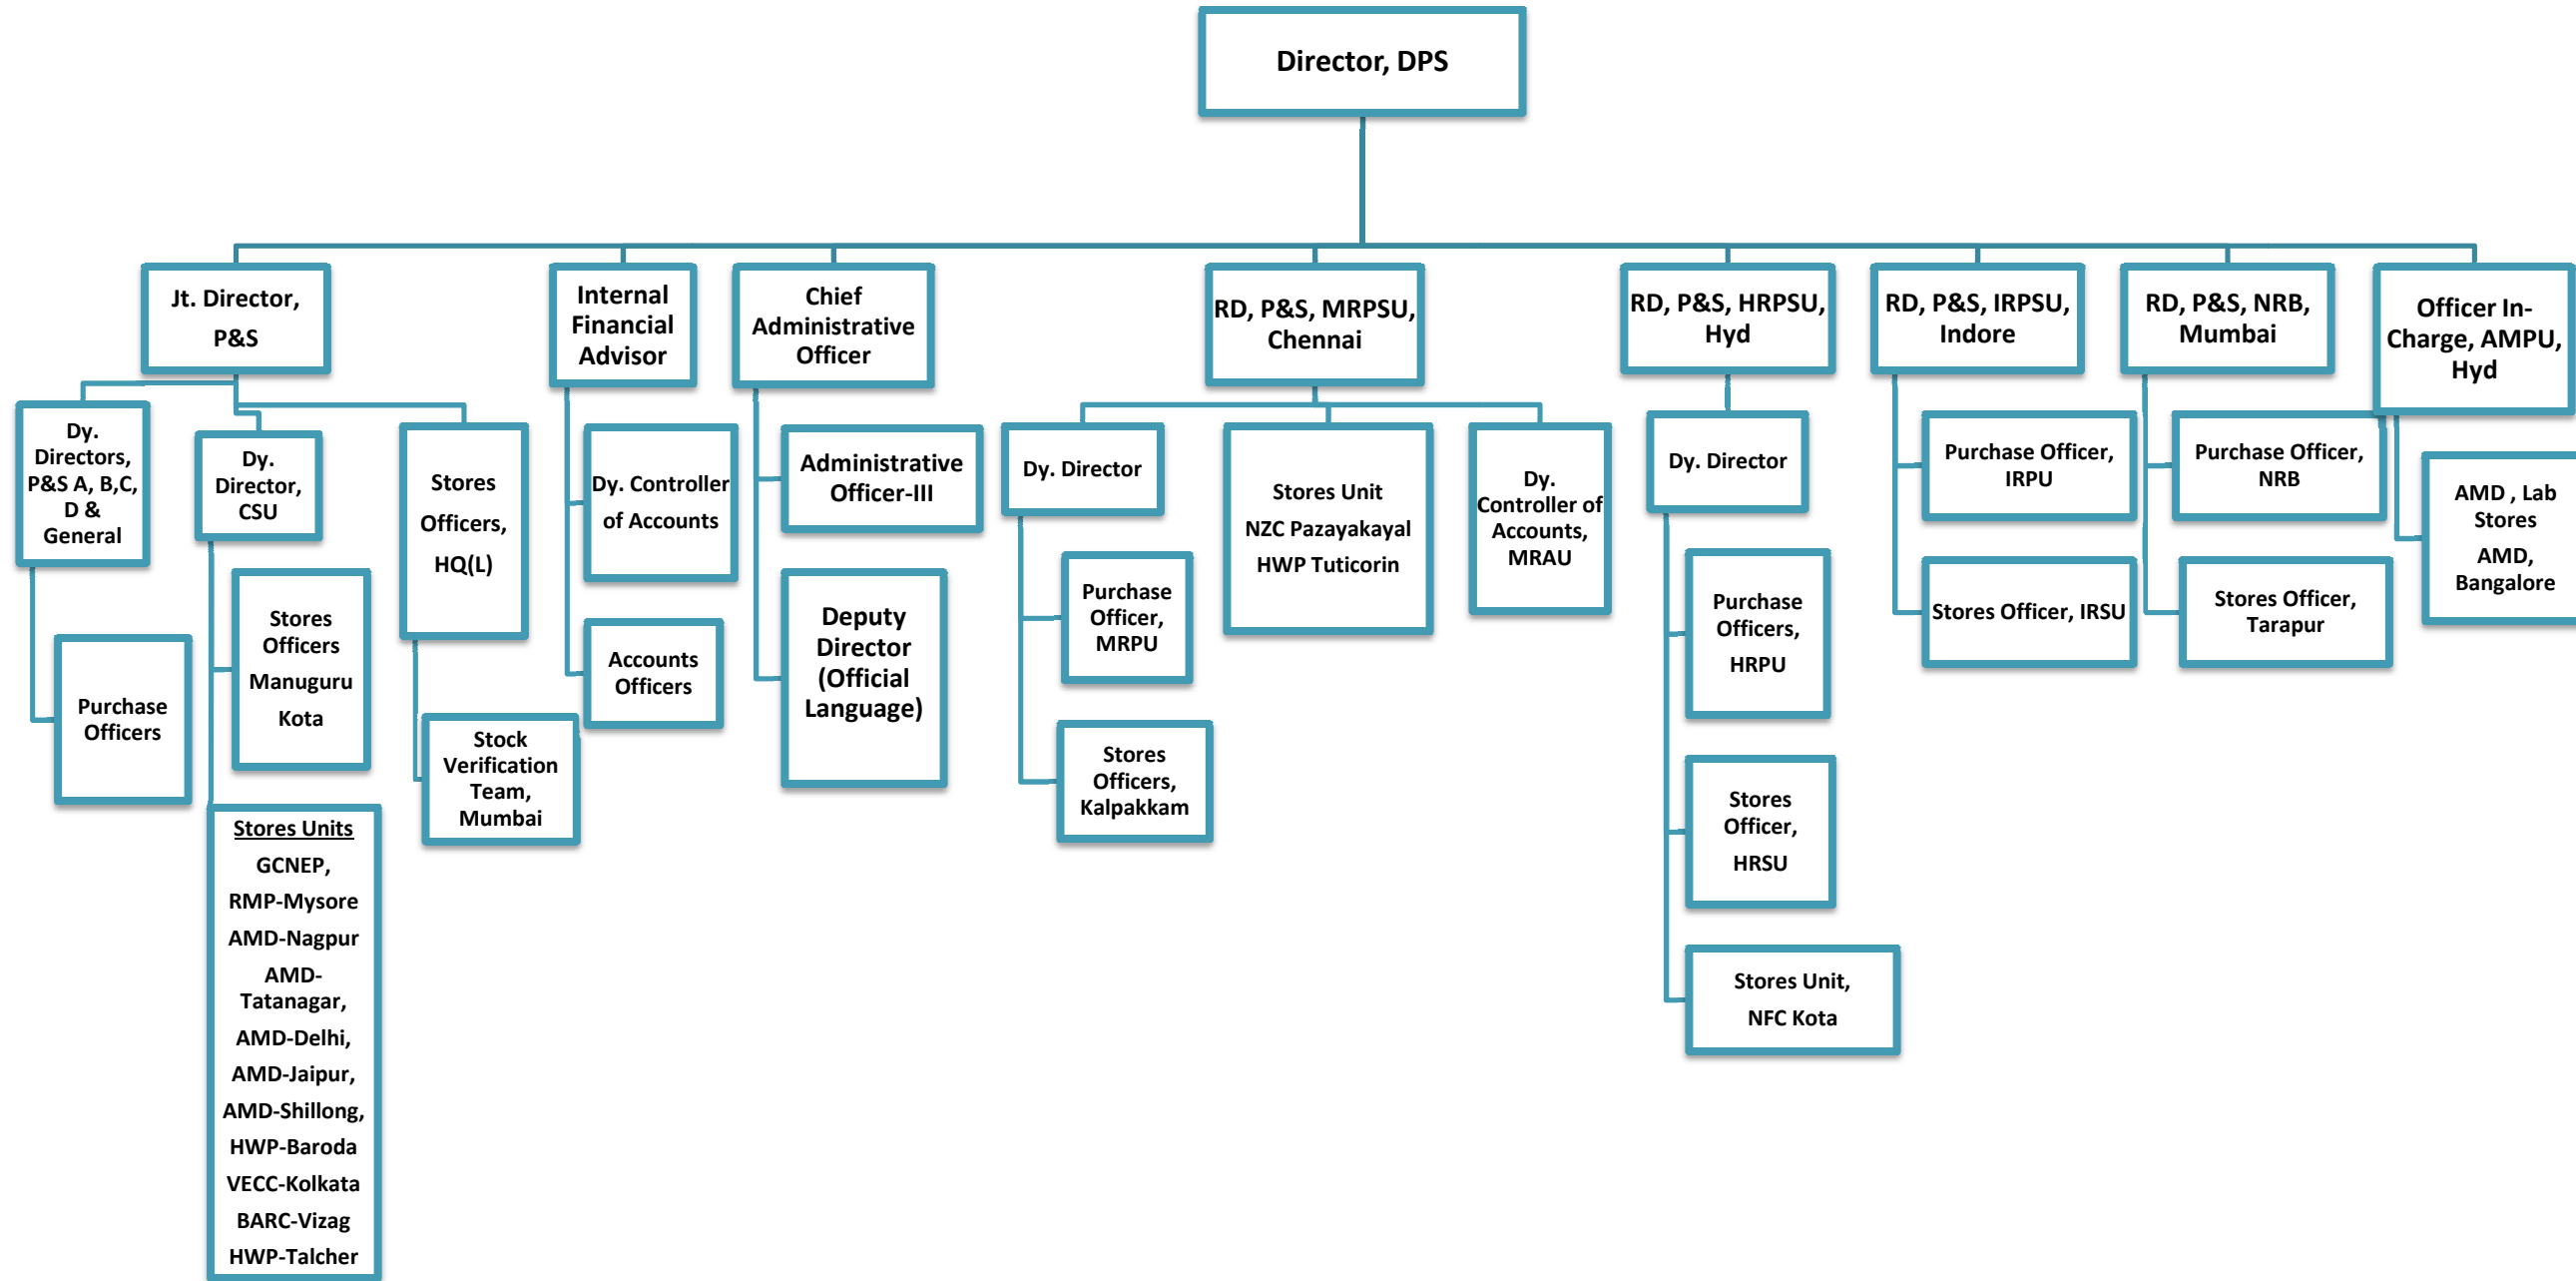 Director, DPS
Jt. Director,
P&S
Internal
Financial
Advisor
Chief
Administrative
Officer
RD, P&S, MRPSU,
Chennai
RD, P&S, HRPSU,
Hyd
RD, P&S, IRPSU,
Indore
RD, P&S, NRB,
Mumbai
Officer In-
Charge, AMPU,
Hyd
Dy.
Directors,
P&S A, B,C,
D &
General
Purchase
Officers
Dy.
Director,
CSU
Stores
Officers
Manuguru
Kota
Stores Units
GCNEP,
RMP-Mysore
AMD-Nagpur
AMD-
Tatanagar,
AMD-Delhi,
AMD-Jaipur,
AMD-Shillong,
HWP-Baroda
VECC-Kolkata
BARC-Vizag
HWP-Talcher
Stores
Officers,
HQ(L)
Stock
Verification
Team,
Mumbai
Dy. Controller
of Accounts
Accounts
Officers
Administrative
Officer-III
Deputy
Director
(Official
Language)
Dy. Director
Purchase
Officer,
MRPU
Stores
Officers,
Kalpakkam
Stores Unit
NZC Pazayakayal
HWP Tuticorin
Dy.
Controller of
Accounts,
MRAU
Dy. Director
Purchase
Officers,
HRPU
Stores
Officer,
HRSU
Stores Unit,
NFC Kota
Purchase Officer,
IRPU
Stores Officer, IRSU
Purchase Officer,
NRB
Stores Officer,
Tarapur
AMD , Lab
Stores
AMD,
Bangalore